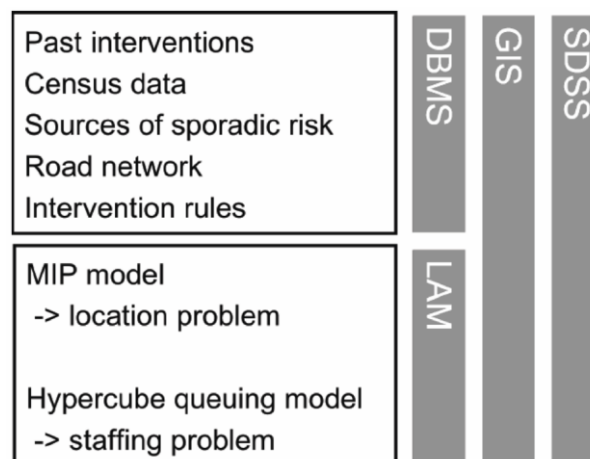 Past interventions
Census data
Sources of sporadic risk
Road network
Intervention rules
MIP model
-> location problem
Hypercube queuing model
-> staffing problem
DBMS
LAM
GIS
SDSS